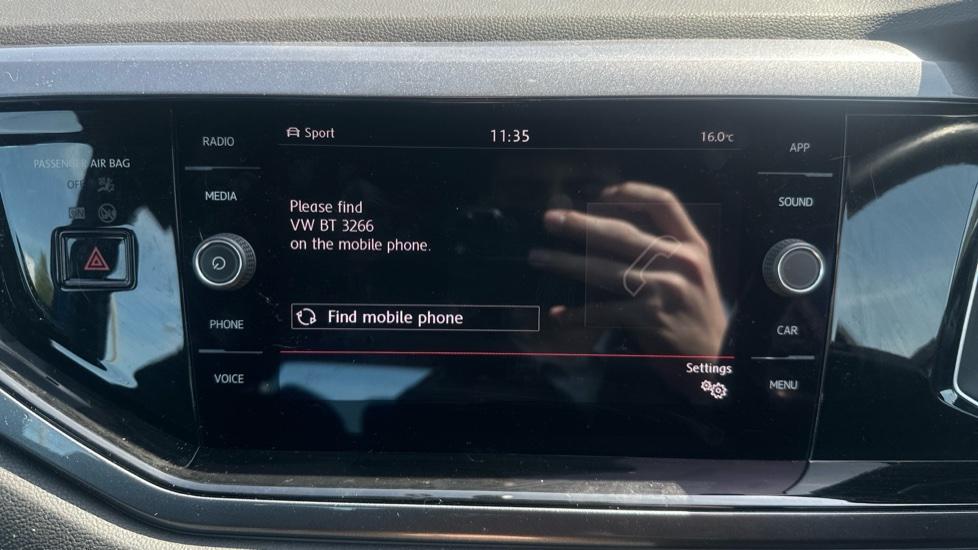 PASSENGER AIR BAG
OFF
ON
RADIO
MEDIA
PHONE
VOICE
Sport 11:35 16.0°C
Please find
VW BT 3266
on the mobile phone.
Find mobile phone
Settings
APP
SOUND
CAR
MENU